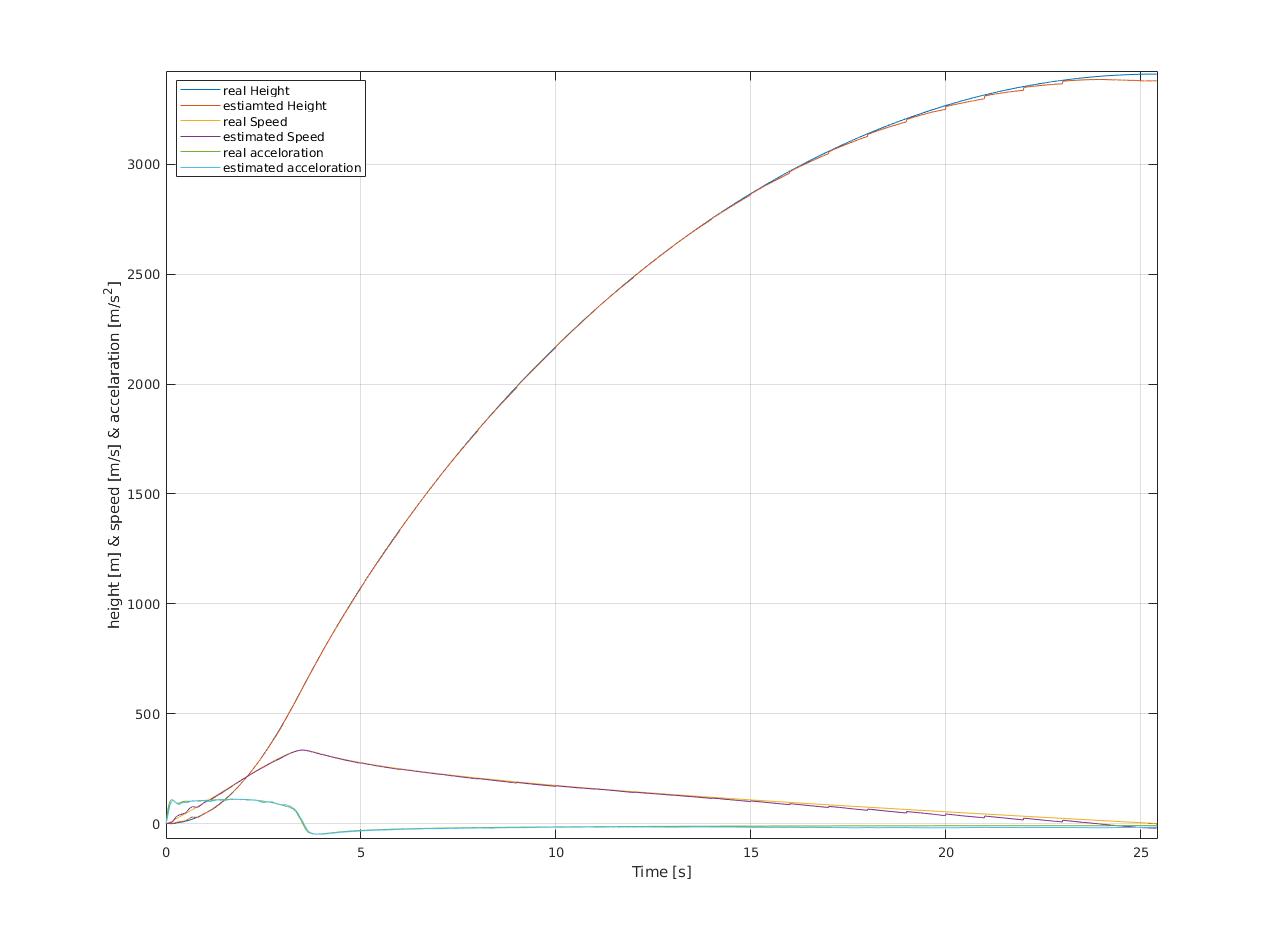 real Height
estiamted Height
real Speed
estimated Speed
real acceloration
estimated acceloration
3000
2500
2000
1500
1000
500
0
height [m] & speed [m/s] & accelaration [m/s²]
0 5 10 15 20 25
Time [s]